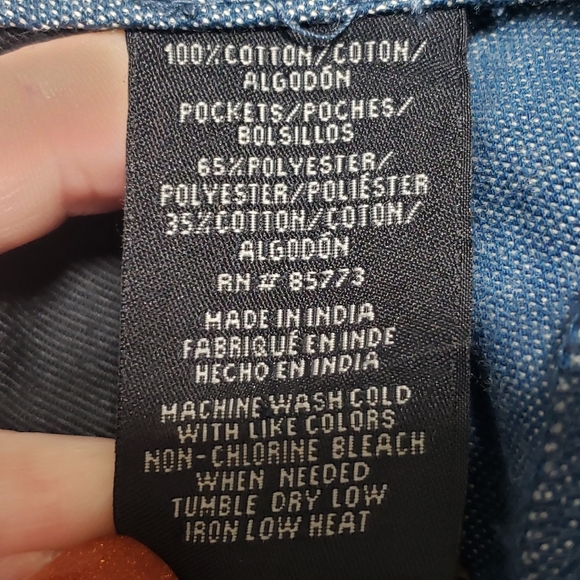 100%COTTON/COTON/
ALGODÓN
POCKETS/POCHES/
BOLSILLOS
65%POLYESTER/
POLYESTER/POLIÉSTER
35%COTTON/COTON/
ALGODÓN
RN # 85773
MADE IN INDIA
FABRIQUÉ EN INDE
HECHO EN INDIA
MACHINE WASH COLD
WITH LIKE COLORS
NON-CHLORINE BLEACH
WHEN NEEDED
TUMBLE DRY LOW
IRON LOW HEAT